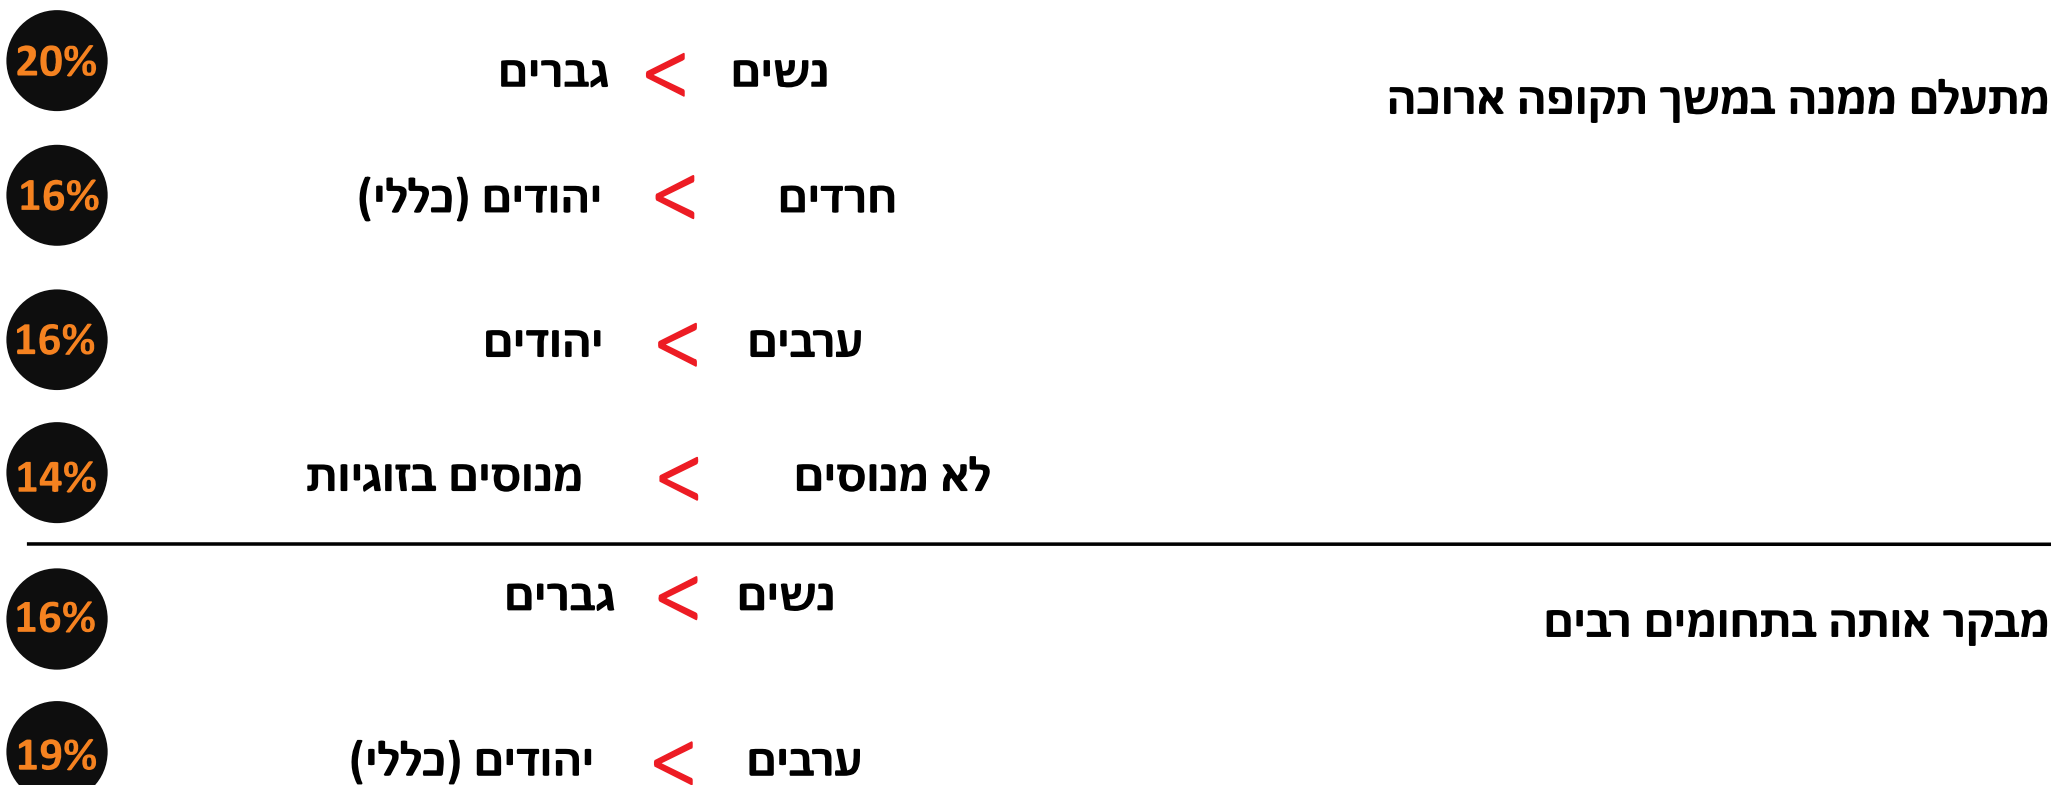 מתעלם ממנה במשך תקופה ארוכה
נשים < גברים 20%
חרדים < יהודים (כללי) 16%
ערבים < יהודים 16%
לא מנוסים < מנוסים בזוגיות 14%
מבקר אותה בתחומים רבים
נשים < גברים 16%
ערבים < יהודים (כללי) 19%